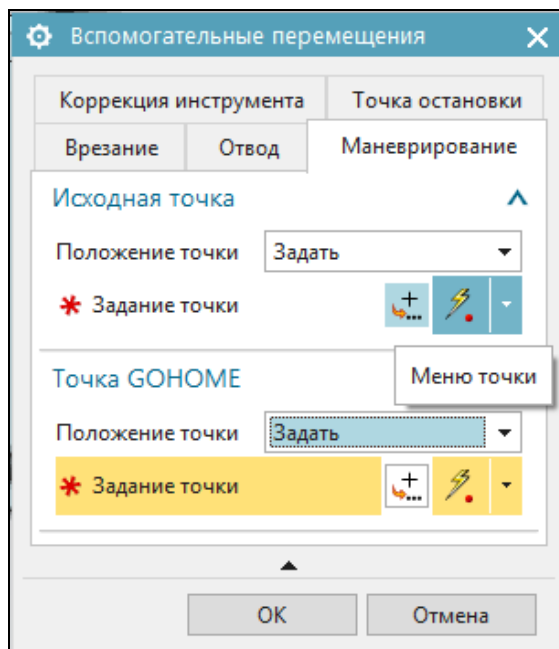 Вспомогательные перемещения
Коррекция инструмента
Точка остановки
Врезание
Отвод
Маневрирование
Исходная точка
Положение точки
Задать
Задание точки
Точка GOHOME
Меню точки
Положение точки
Задать
Задание точки
OK
Отмена